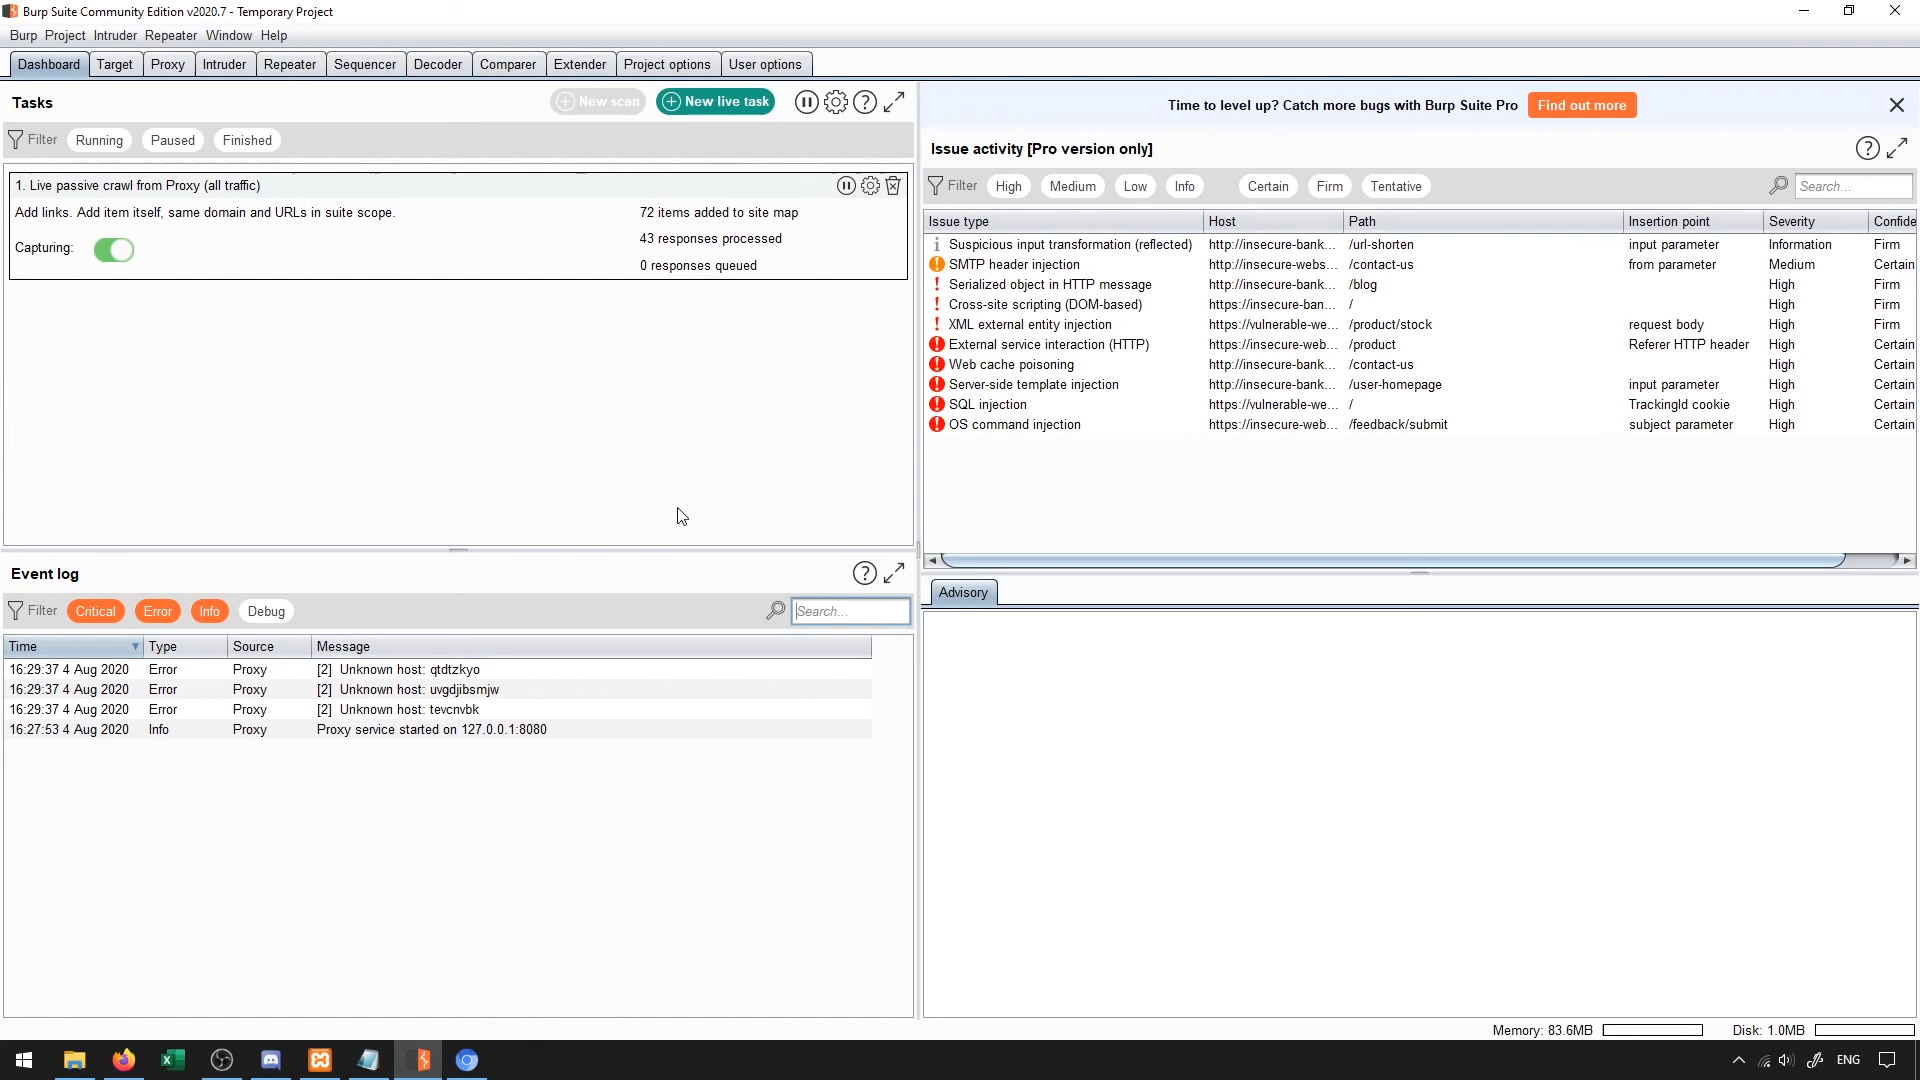 Burp Suite Community Edition v2020.7 - Temporary Project
Burp Project Intruder Repeater Window Help
Dashboard Target Proxy Intruder Repeater Sequencer Decoder Comparer Extender Project options User options
Tasks
New scan
New live task
Filter Running Paused Finished
1. Live passive crawl from Proxy (all traffic)
Add links. Add item itself, same domain and URLs in suite scope.
Capturing:
72 items added to site map
43 responses processed
0 responses queued
Event log
Filter Critical Error Info Debug Search...
Time Type Source Message
16:29:37 4 Aug 2020 Error Proxy [2] Unknown host: qtdtzkyo
16:29:37 4 Aug 2020 Error Proxy [2] Unknown host: uvgdjibsmjw
16:29:37 4 Aug 2020 Error Proxy [2] Unknown host: tevcnvbk
16:27:53 4 Aug 2020 Info Proxy Proxy service started on 127.0.0.1:8080
Time to level up? Catch more bugs with Burp Suite Pro Find out more
Issue activity [Pro version only]
Filter High Medium Low Info Certain Firm Tentative Search...
Issue type Host Path Insertion point Severity Confide
Suspicious input transformation (reflected) http://insecure-bank... /url-shorten input parameter Information Firm
SMTP header injection http://insecure-webs... /contact-us from parameter Medium Certain
Serialized object in HTTP message http://insecure-bank... /blog High Firm
Cross-site scripting (DOM-based) https://insecure-ban... / High Firm
XML external entity injection https://vulnerable-we... /product/stock request body High Firm
External service interaction (HTTP) https://insecure-web... /product Referer HTTP header High Certain
Web cache poisoning http://insecure-bank... /contact-us High Certain
Server-side template injection http://insecure-bank... /user-homepage input parameter High Certain
SQL injection https://vulnerable-we... / TrackingId cookie High Certain
OS command injection https://insecure-web... /feedback/submit subject parameter High Certain
Advisory
Memory: 83.6MB Disk: 1.0MB
ENG